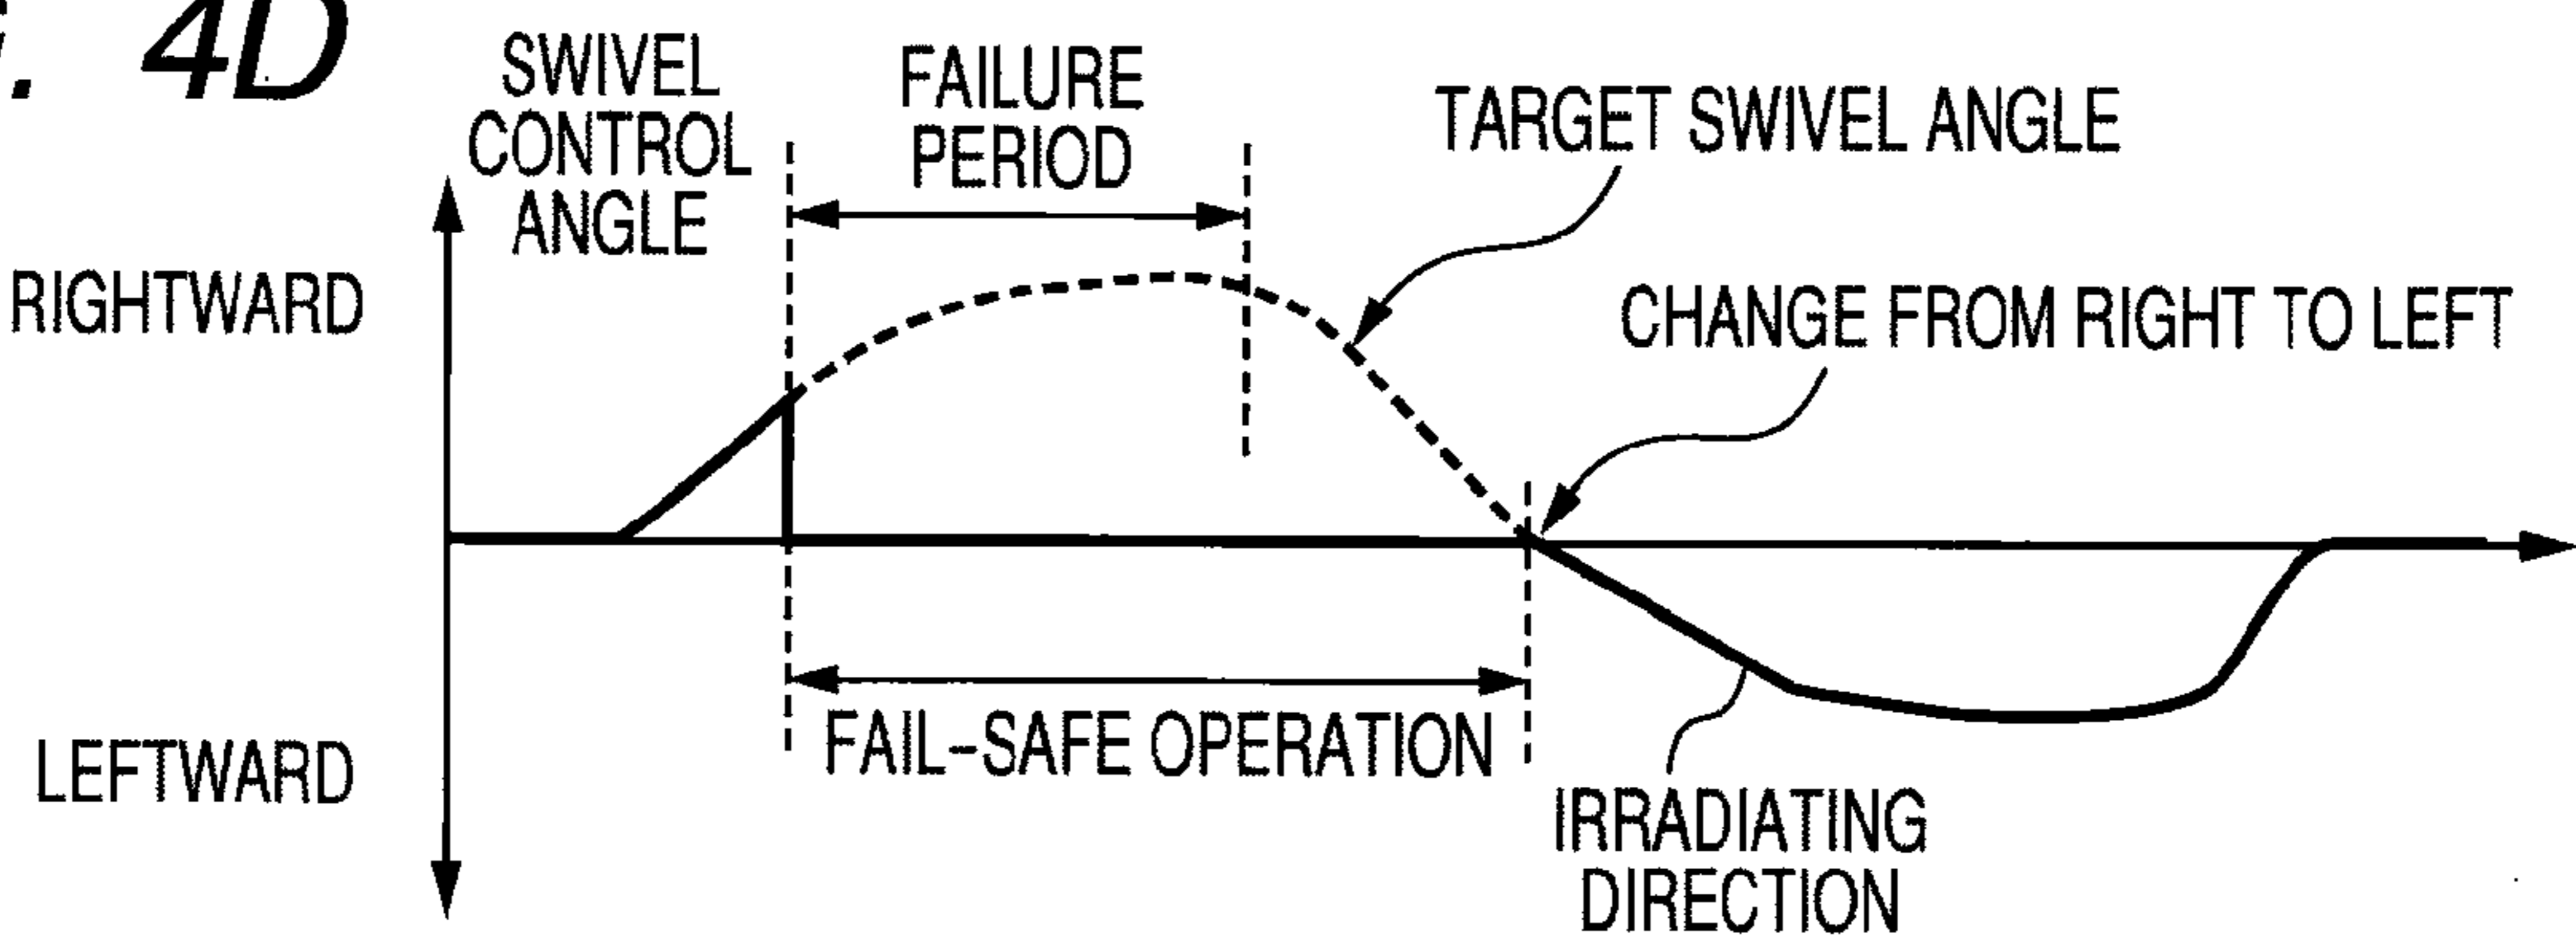 4D
SWIVEL
CONTROL
ANGLE
FAILURE
PERIOD
TARGET SWIVEL ANGLE
RIGHTWARD
CHANGE FROM RIGHT TO LEFT
LEFTWARD
FAIL-SAFE OPERATION
IRRADIATING
DIRECTION